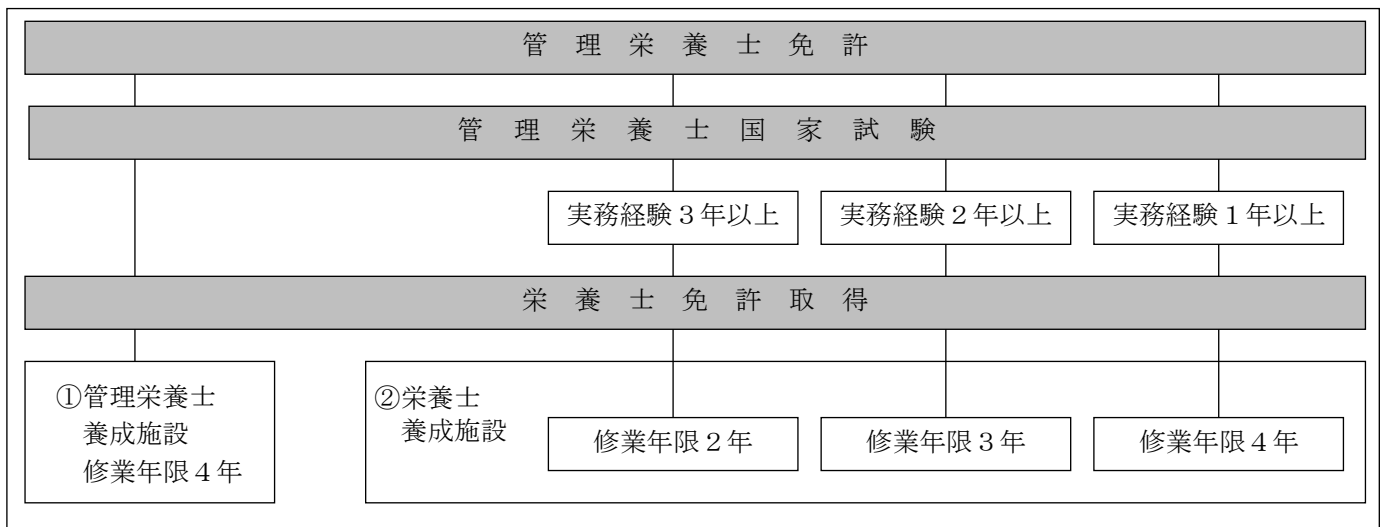 管理栄養士免許
管理栄養士国家試験
実務経験３年以上
実務経験２年以上
実務経験１年以上
栄養士免許取得
①管理栄養士
養成施設
修業年限４年
②栄養士
養成施設
修業年限２年
修業年限３年
修業年限４年